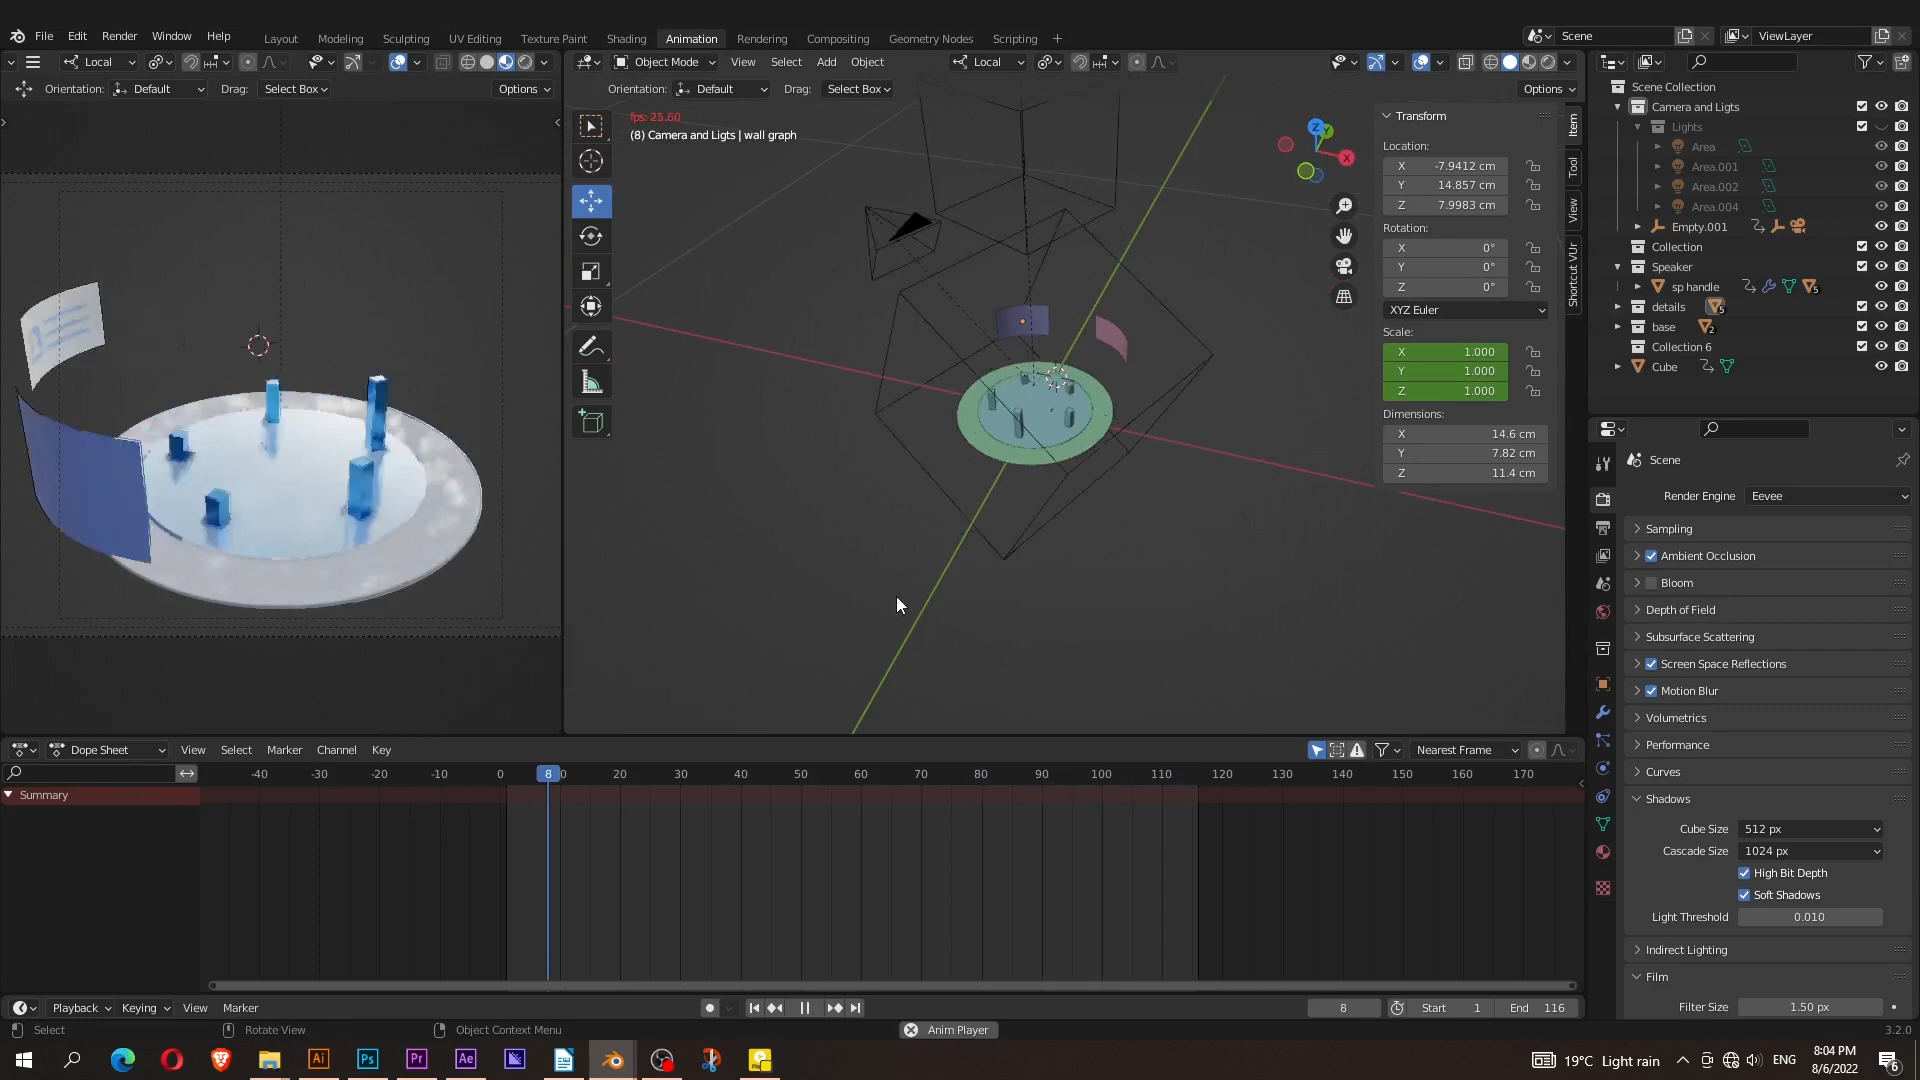 File Edit Render Window Help Layout Modeling Sculpting UV Editing Texture Paint Shading Animation Rendering Compositing Geometry Nodes Scripting + Scene ViewLayer
Local Object Mode View Select Add Object Local
Orientation: Default Drag: Select Box Options Orientation: Default Drag: Select Box Options
fps: 25.60
(8) Camera and Ligts | wall graph
Z Y X
Transform
Location:
X -7.9412 cm
Y 14.857 cm
Z 7.9983 cm
Rotation:
X 0°
Y 0°
Z 0°
XYZ Euler
Scale:
X 1.000
Y 1.000
Z 1.000
Dimensions:
X 14.6 cm
Y 7.82 cm
Z 11.4 cm
Item
Tool
View
Shortcut VUr
Scene Collection
Camera and Ligts
Lights
Area
Area.001
Area.002
Area.004
Empty.001
Collection
Speaker
sp handle 5
details 5
base 2
Collection 6
Cube
Scene
Render Engine Eevee
Sampling
Ambient Occlusion
Bloom
Depth of Field
Subsurface Scattering
Screen Space Reflections
Motion Blur
Volumetrics
Performance
Curves
Shadows
Cube Size 512 px
Cascade Size 1024 px
High Bit Depth
Soft Shadows
Light Threshold 0.010
Indirect Lighting
Film
Filter Size 1.50 px
Dope Sheet View Select Marker Channel Key Nearest Frame
-40 -30 -20 -10 0 8 0 20 30 40 50 60 70 80 90 100 110 120 130 140 150 160 170
Summary
Playback Keying View Marker 8 Start 1 End 116
Select Rotate View Object Context Menu Anim Player 3.2.0
Ai Ps Pr Ae 19°C Light rain ENG 8:04 PM
8/6/2022 6